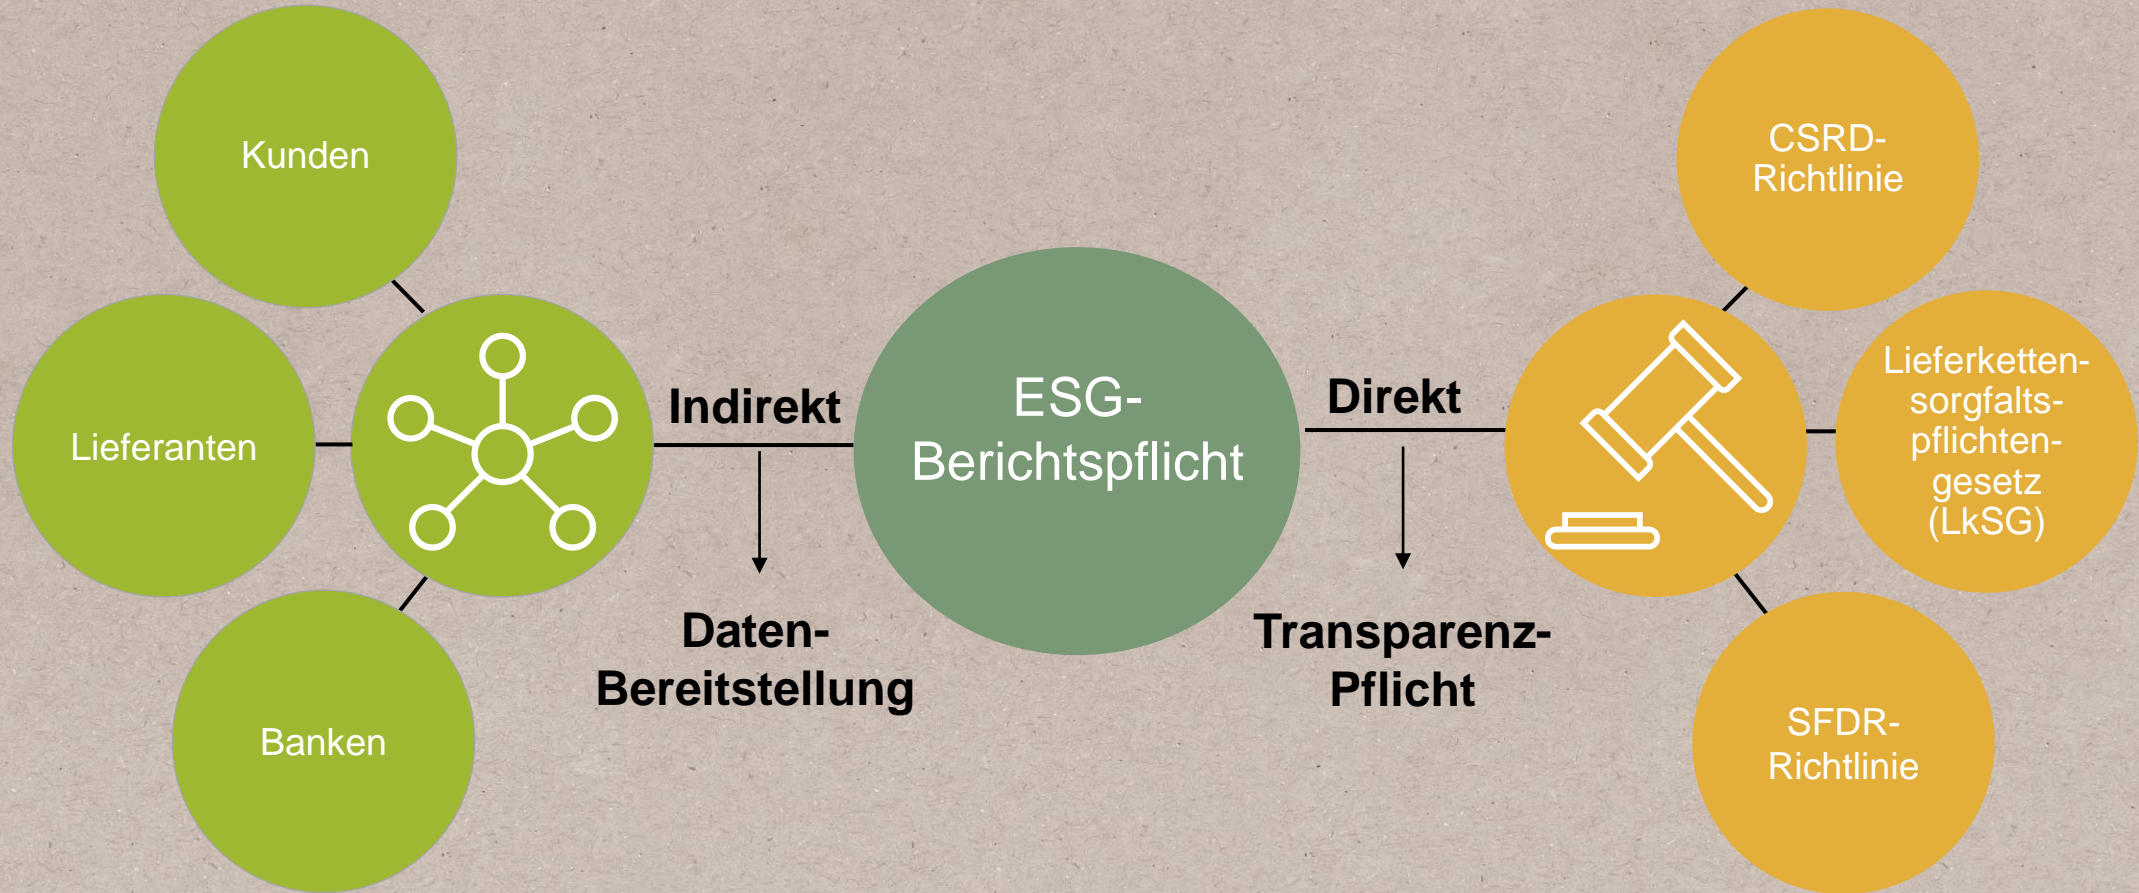 Kunden
Lieferanten
Banken
Indirekt
Daten-
Bereitstellung
ESG-
Berichtspflicht
Direkt
Transparenz-
Pflicht
CSRD-
Richtlinie
Lieferketten-
sorgfalts-
pflichten-
gesetz
(LkSG)
SFDR-
Richtlinie